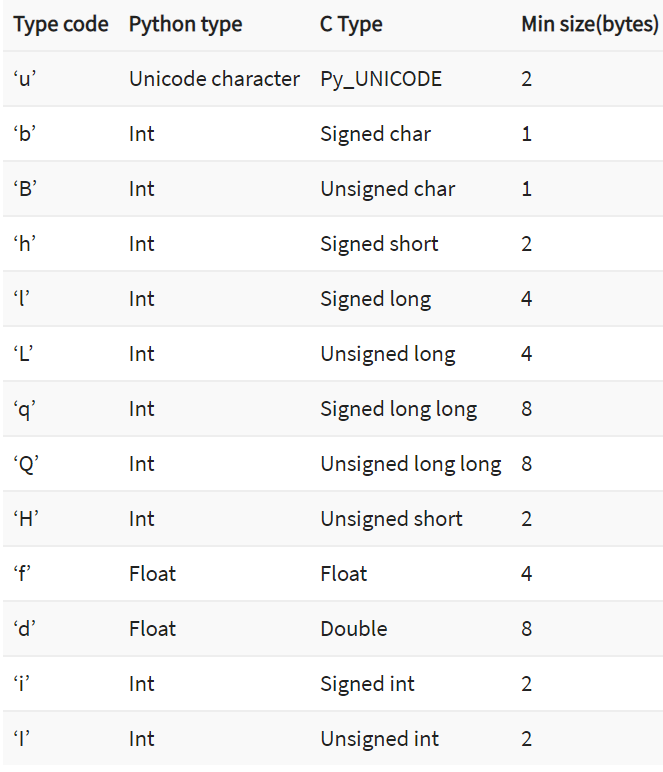 Type code Python type C Type Min size(bytes)
‘u’ Unicode character Py_UNICODE 2
‘b’ Int Signed char 1
‘B’ Int Unsigned char 1
‘h’ Int Signed short 2
‘l’ Int Signed long 4
‘L’ Int Unsigned long 4
‘q’ Int Signed long long 8
‘Q’ Int Unsigned long long 8
‘H’ Int Unsigned short 2
‘f’ Float Float 4
‘d’ Float Double 8
‘i’ Int Signed int 2
‘I’ Int Unsigned int 2